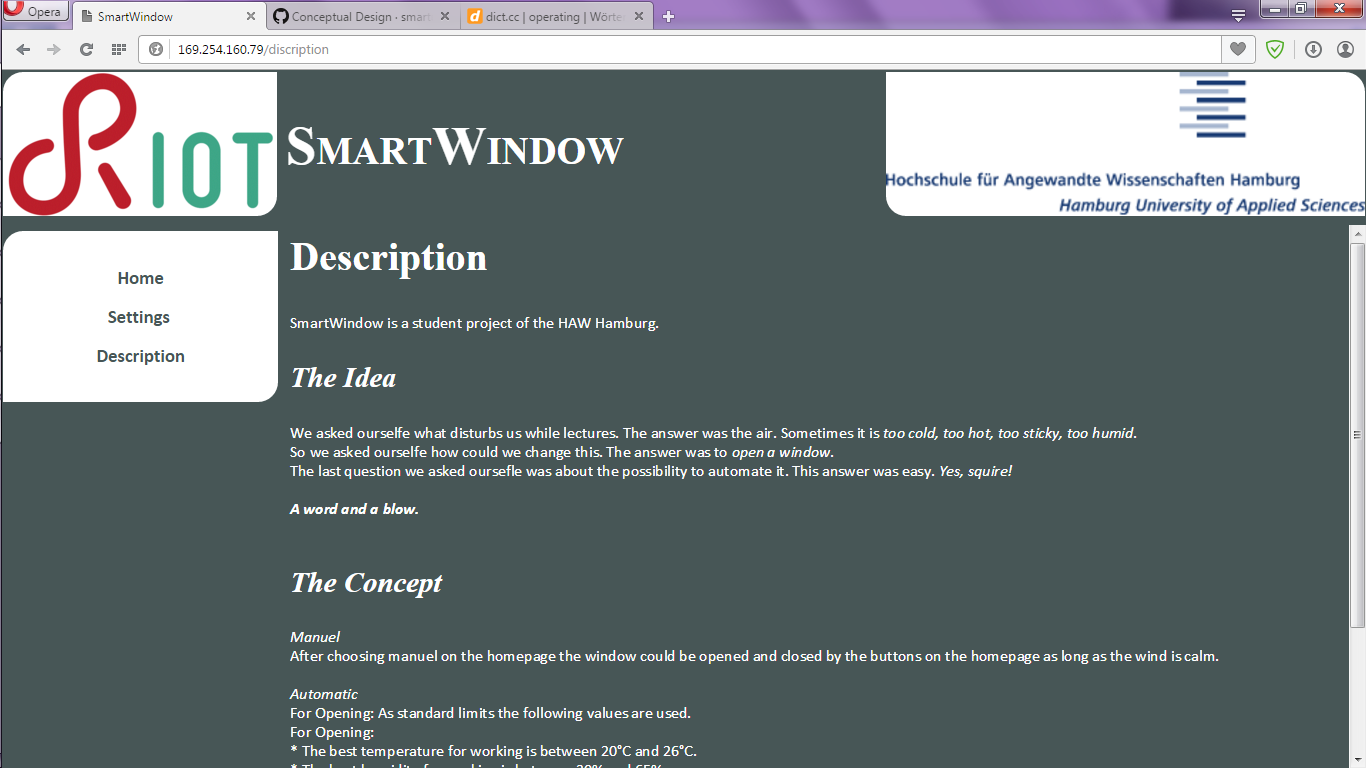 Opera
SmartWindow
Conceptual Design · smart
dict.cc | operating | Wörte
169.254.160.79/discription
RIOT
SmartWindow
Hochschule für Angewandte Wissenschaften Hamburg
Hamburg University of Applied Sciences
Home
Settings
Description
Description
SmartWindow is a student project of the HAW Hamburg.
The Idea
We asked ourselfe what disturbs us while lectures. The answer was the air. Sometimes it is too cold, too hot, too sticky, too humid.
So we asked ourselfe how could we change this. The answer was to open a window.
The last question we asked oursefle was about the possibility to automate it. This answer was easy. Yes, squire!
A word and a blow.
The Concept
Manuel
After choosing manuel on the homepage the window could be opened and closed by the buttons on the homepage as long as the wind is calm.
Automatic
For Opening: As standard limits the following values are used.
For Opening:
* The best temperature for working is between 20°C and 26°C.